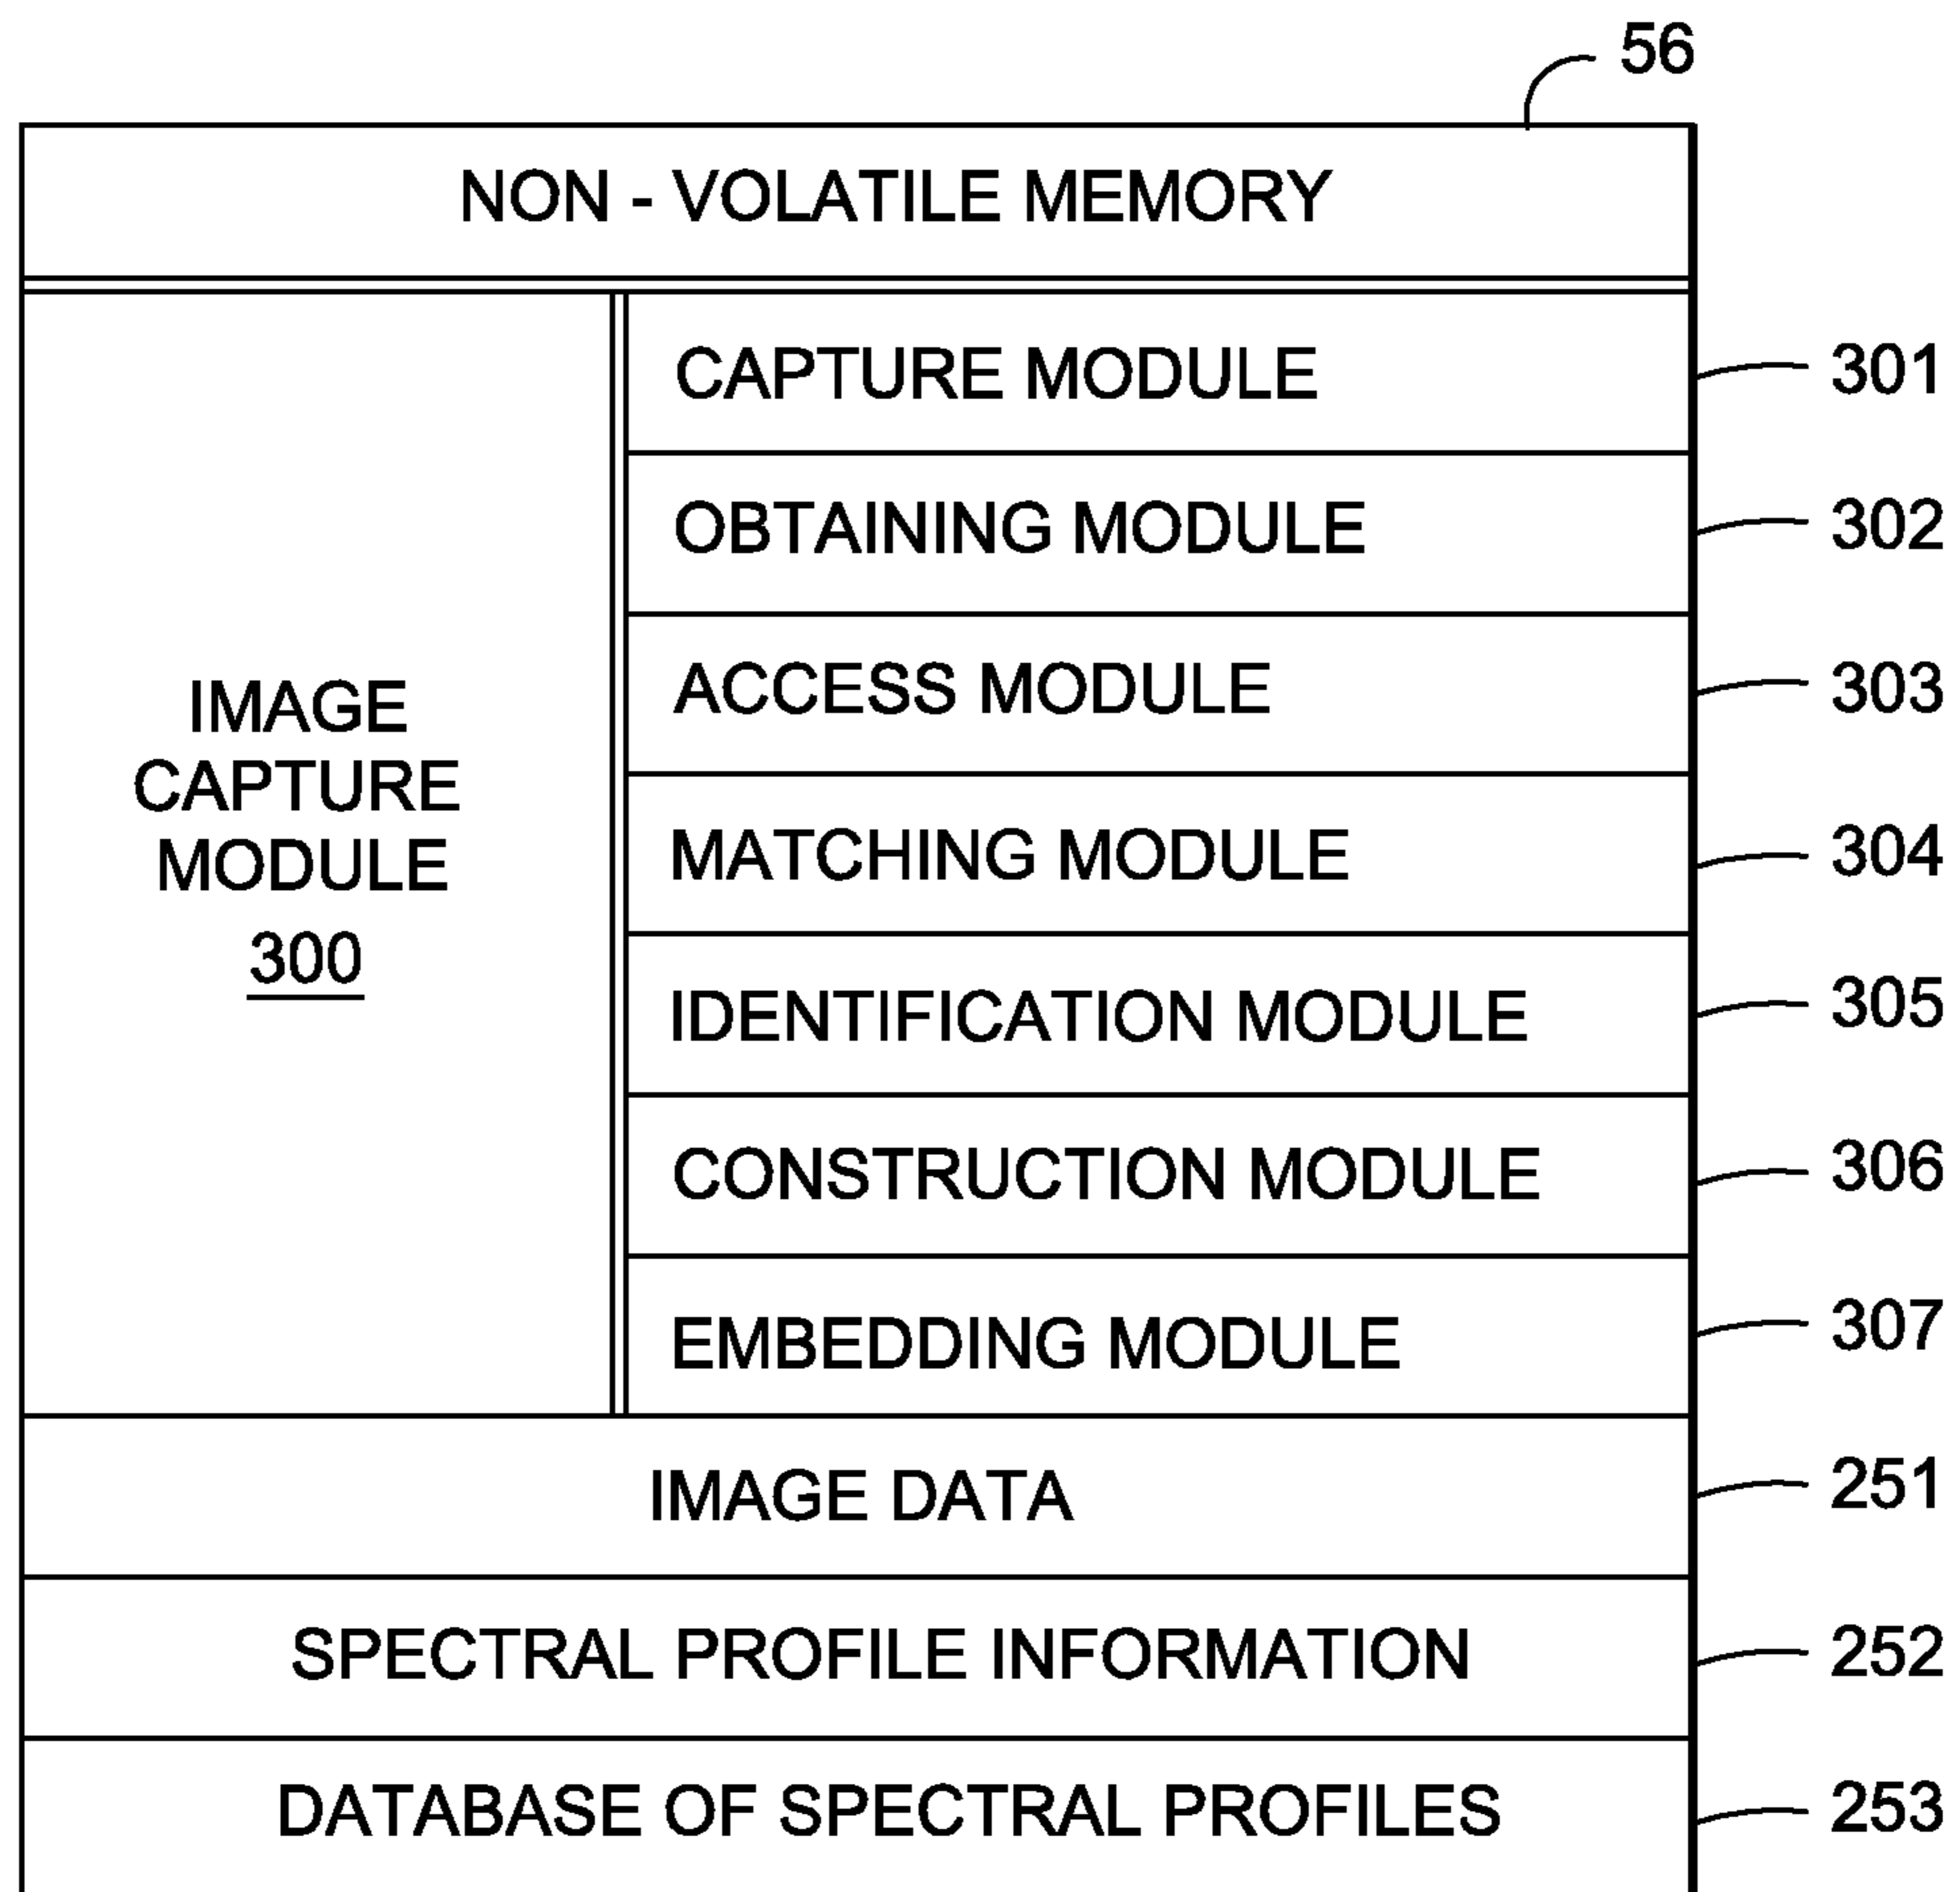 56
NON - VOLATILE MEMORY
IMAGE
CAPTURE
MODULE
300
CAPTURE MODULE
301
OBTAINING MODULE
302
ACCESS MODULE
303
MATCHING MODULE
304
IDENTIFICATION MODULE
305
CONSTRUCTION MODULE
306
EMBEDDING MODULE
307
IMAGE DATA
251
SPECTRAL PROFILE INFORMATION
252
DATABASE OF SPECTRAL PROFILES
253